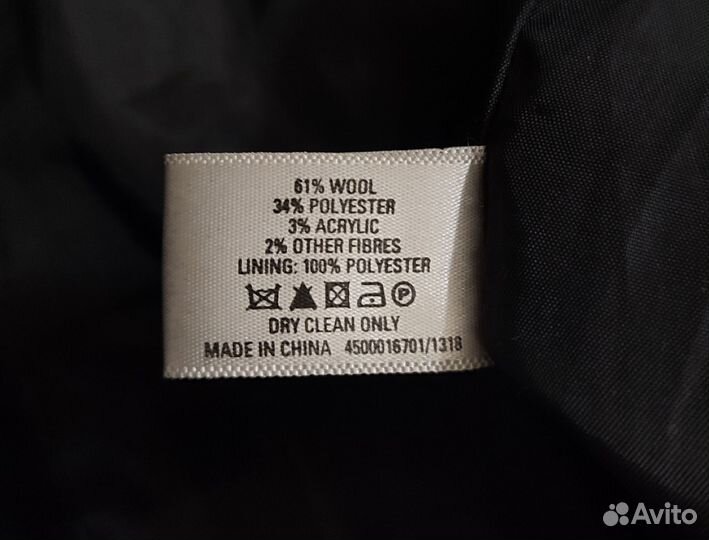 61% WOOL
34% POLYESTER
3% ACRYLIC
2% OTHER FIBRES
LINING: 100% POLYESTER
P
DRY CLEAN ONLY
MADE IN CHINA 4500016701/1318
Avito